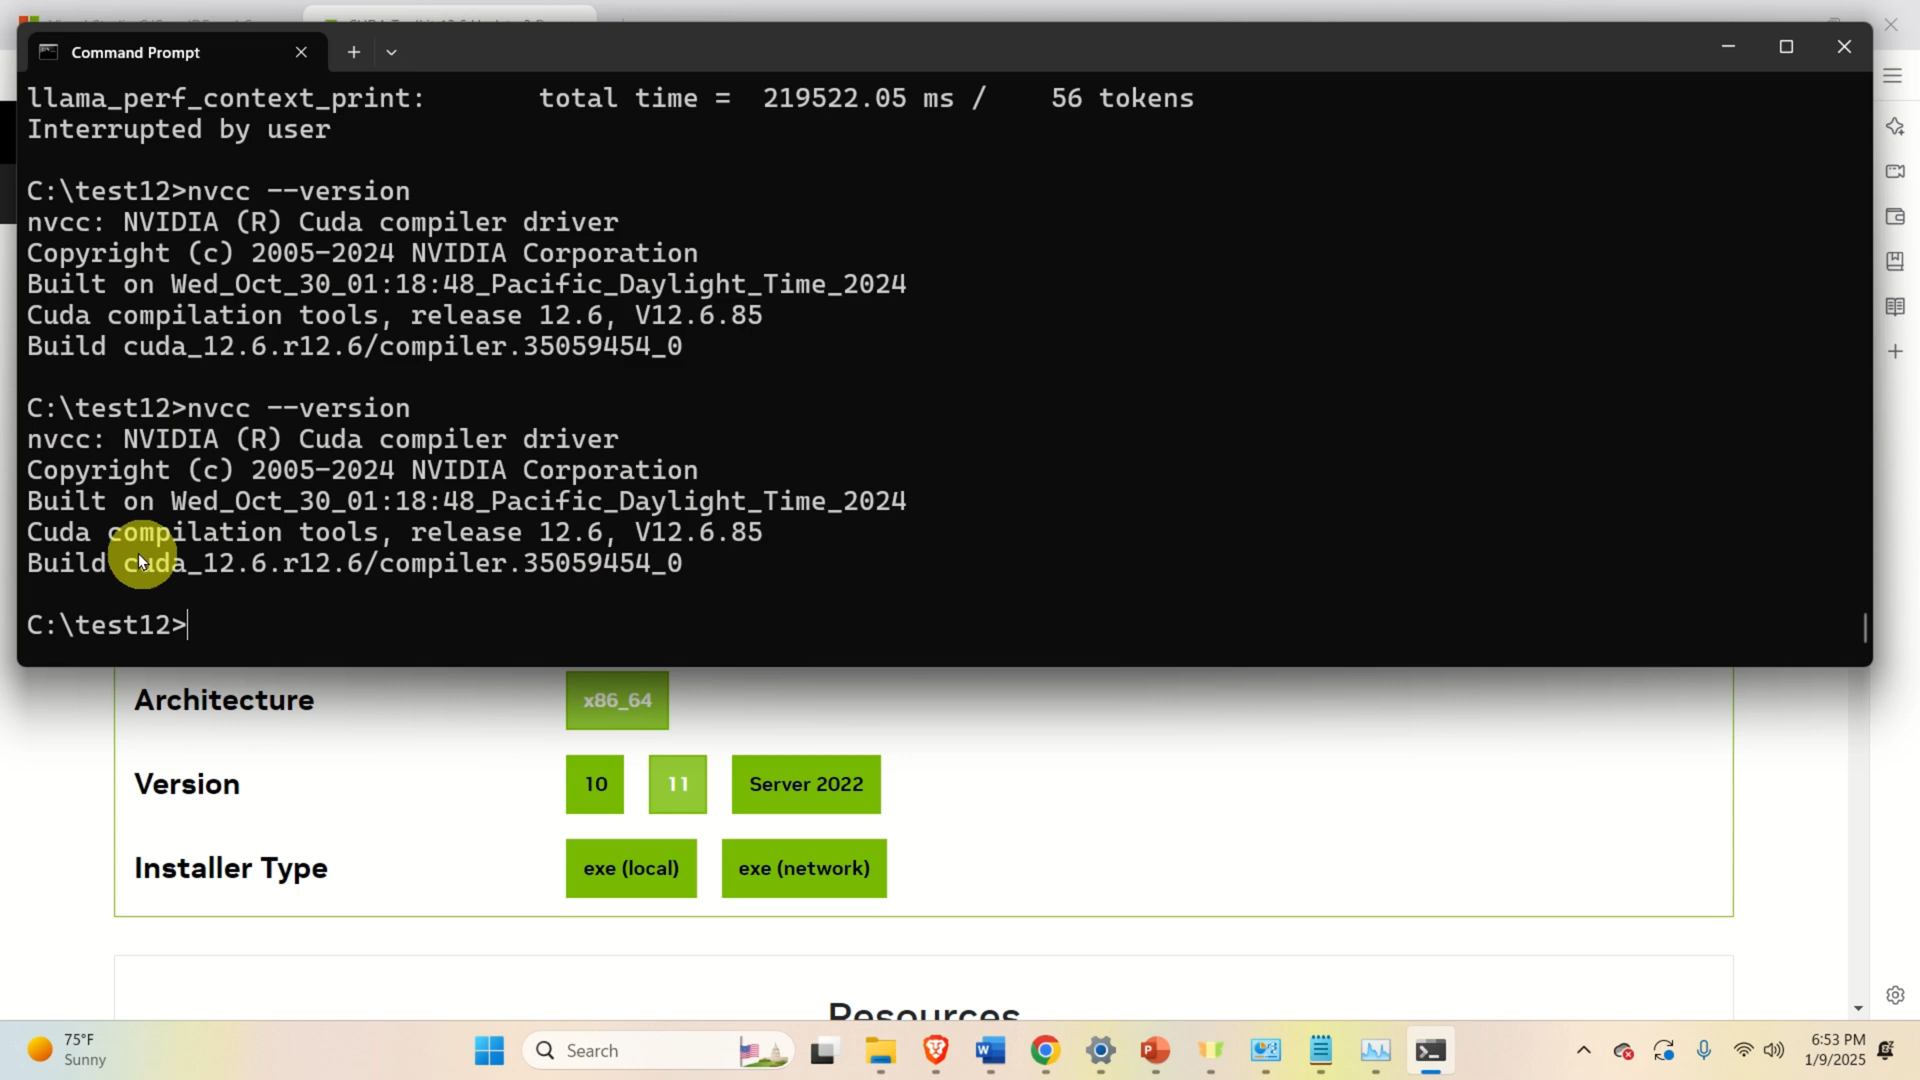 Command Prompt
llama_perf_context_print:       total time =  219522.05 ms /    56 tokens
Interrupted by user
C:\test12>nvcc --version
nvcc: NVIDIA (R) Cuda compiler driver
Copyright (c) 2005-2024 NVIDIA Corporation
Built on Wed_Oct_30_01:18:48_Pacific_Daylight_Time_2024
Cuda compilation tools, release 12.6, V12.6.85
Build cuda_12.6.r12.6/compiler.35059454_0
C:\test12>nvcc --version
nvcc: NVIDIA (R) Cuda compiler driver
Copyright (c) 2005-2024 NVIDIA Corporation
Built on Wed_Oct_30_01:18:48_Pacific_Daylight_Time_2024
Cuda compilation tools, release 12.6, V12.6.85
Build cuda_12.6.r12.6/compiler.35059454_0
C:\test12>
Architecture x86_64
Version 10 11 Server 2022
Installer Type exe (local) exe (network)
Resources
75°F
Sunny
Search
6:53 PM
1/9/2025